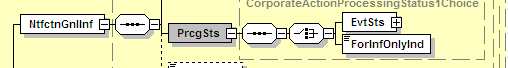 CorporateActionProcessingStatus1Choice
NtfctnGnlInf
PrcgSts
EvtSts
ForInfOnlyInd